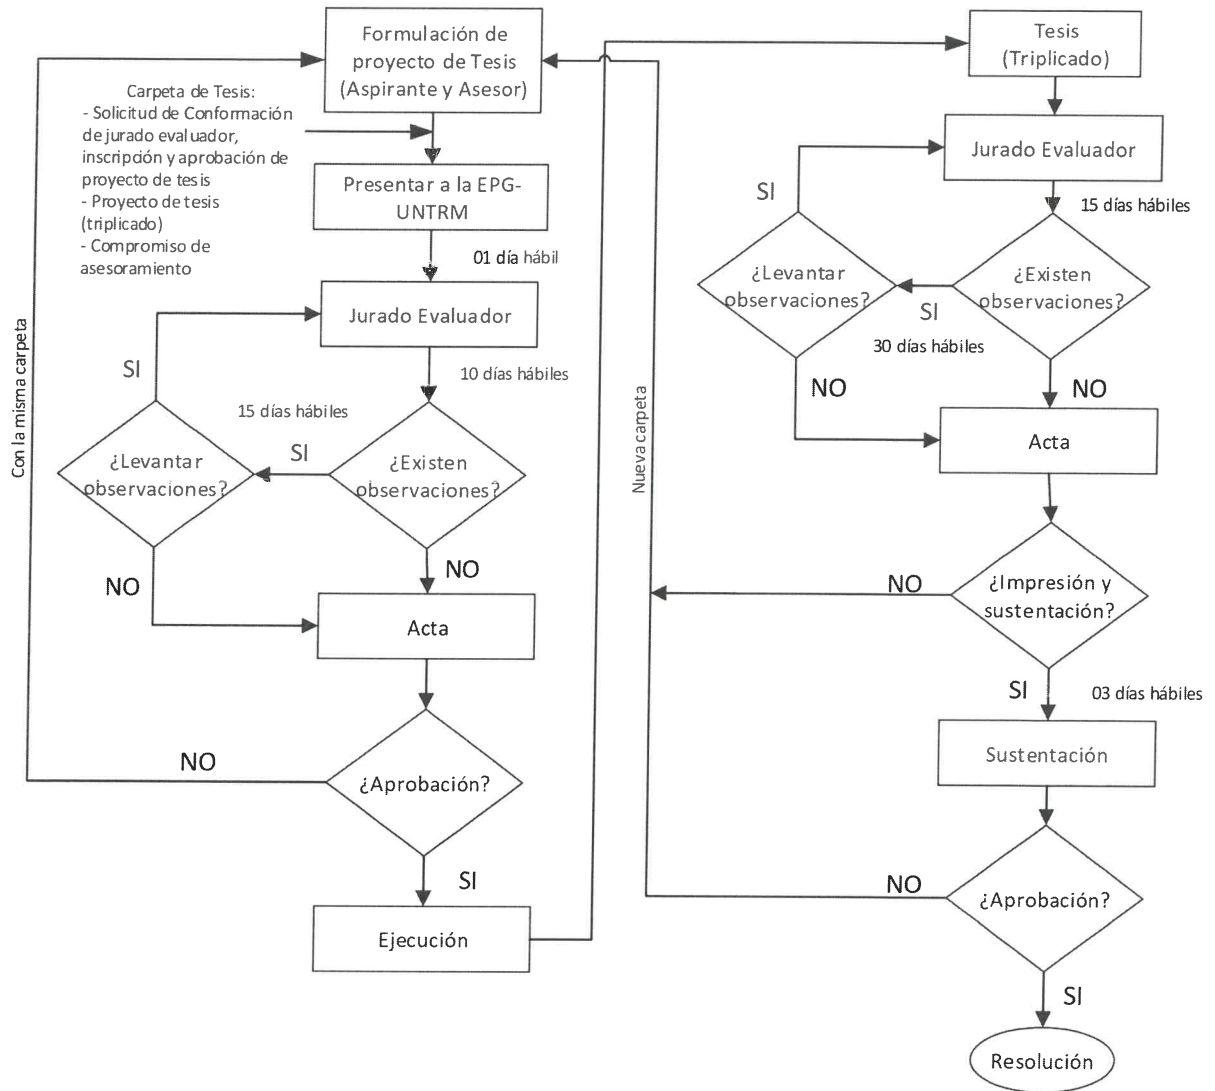 Formulación de
proyecto de Tesis
(Aspirante y Asesor)
Carpeta de Tesis:
- Solicitud de Conformación
de jurado evaluador,
inscripción y aprobación de
proyecto de tesis
- Proyecto de tesis
(triplicado)
- Compromiso de
asesoramiento
Presentar a la EPG-
UNTRM
01 día hábil
Jurado Evaluador
10 días hábiles
SI
15 días hábiles
¿Levantar
observaciones?
SI
¿Existen
observaciones?
NO
NO
Acta
Con la misma carpeta
NO
¿Aprobación?
SI
Ejecución
Tesis
(Triplicado)
Jurado Evaluador
SI
15 días hábiles
¿Levantar
observaciones?
SI
¿Existen
observaciones?
30 días hábiles
NO
NO
Acta
Nueva carpeta
NO
¿Impresión y
sustentación?
SI
03 días hábiles
Sustentación
NO
¿Aprobación?
SI
Resolución